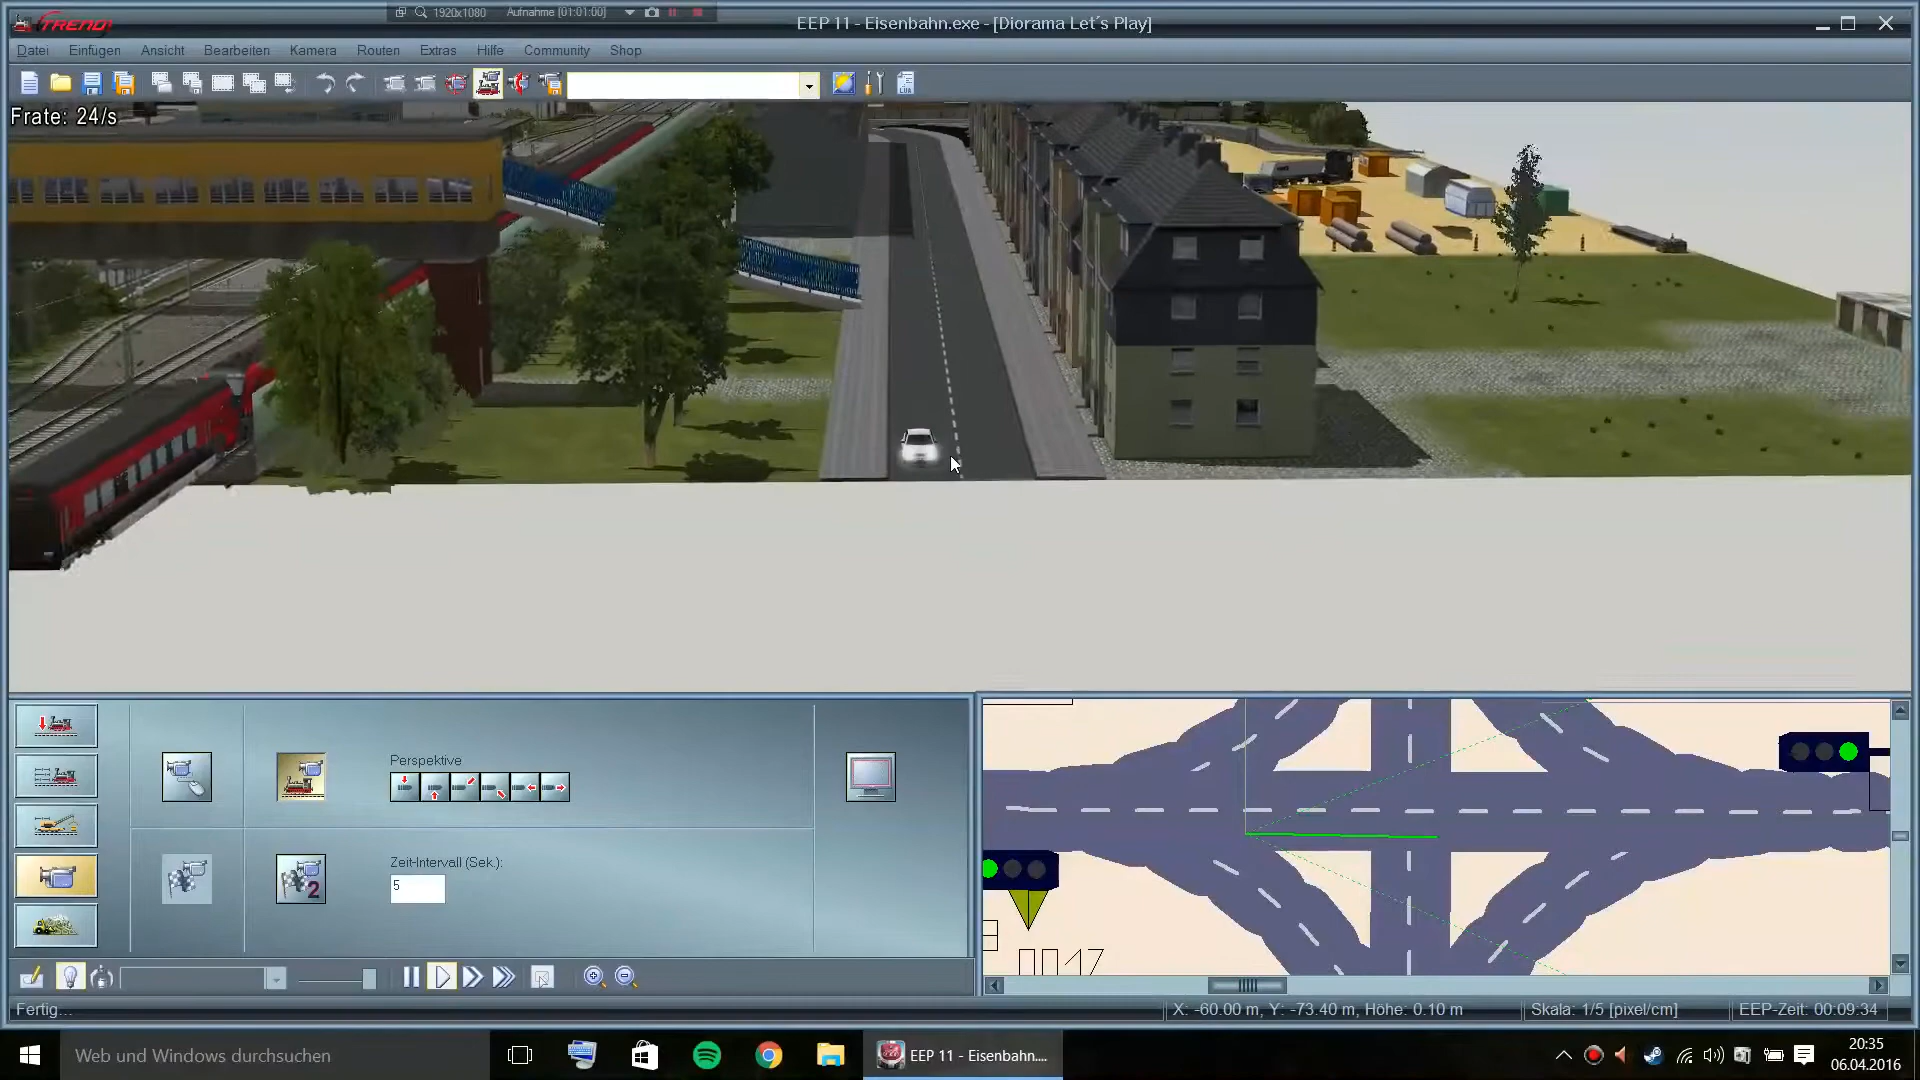 1920x1080 Aufnahme (01:01:00)
TREND
EEP 11 - Eisenbahn.exe - [Diorama Let´s Play]
Datei Einfügen Ansicht Bearbeiten Kamera Routen Extras Hilfe Community Shop
LUA
Frate: 24/s
Perspektive
Zeit-Intervall (Sek.):
2
5
0017
Fertig...
X: -60.00 m, Y: -73.40 m, Höhe: 0.10 m
Skala: 1/5 [pixel/cm]
EEP-Zeit: 00:09:34
Web und Windows durchsuchen
EEP 11 - Eisenbahn....
20:35
06.04.2016